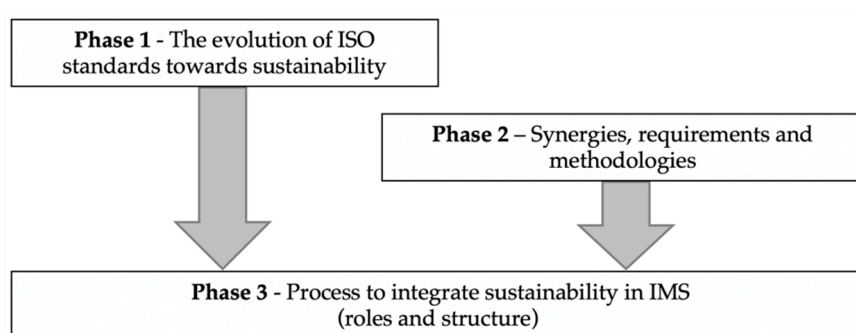 Phase 1 - The evolution of ISO
standards towards sustainability
Phase 2 – Synergies, requirements and
methodologies
Phase 3 - Process to integrate sustainability in IMS
(roles and structure)